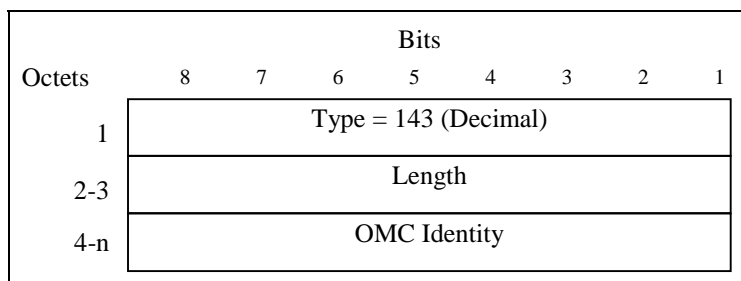 Bits
Octets 8 7 6 5 4 3 2 1
1 Type = 143 (Decimal)
2-3 Length
4-n OMC Identity